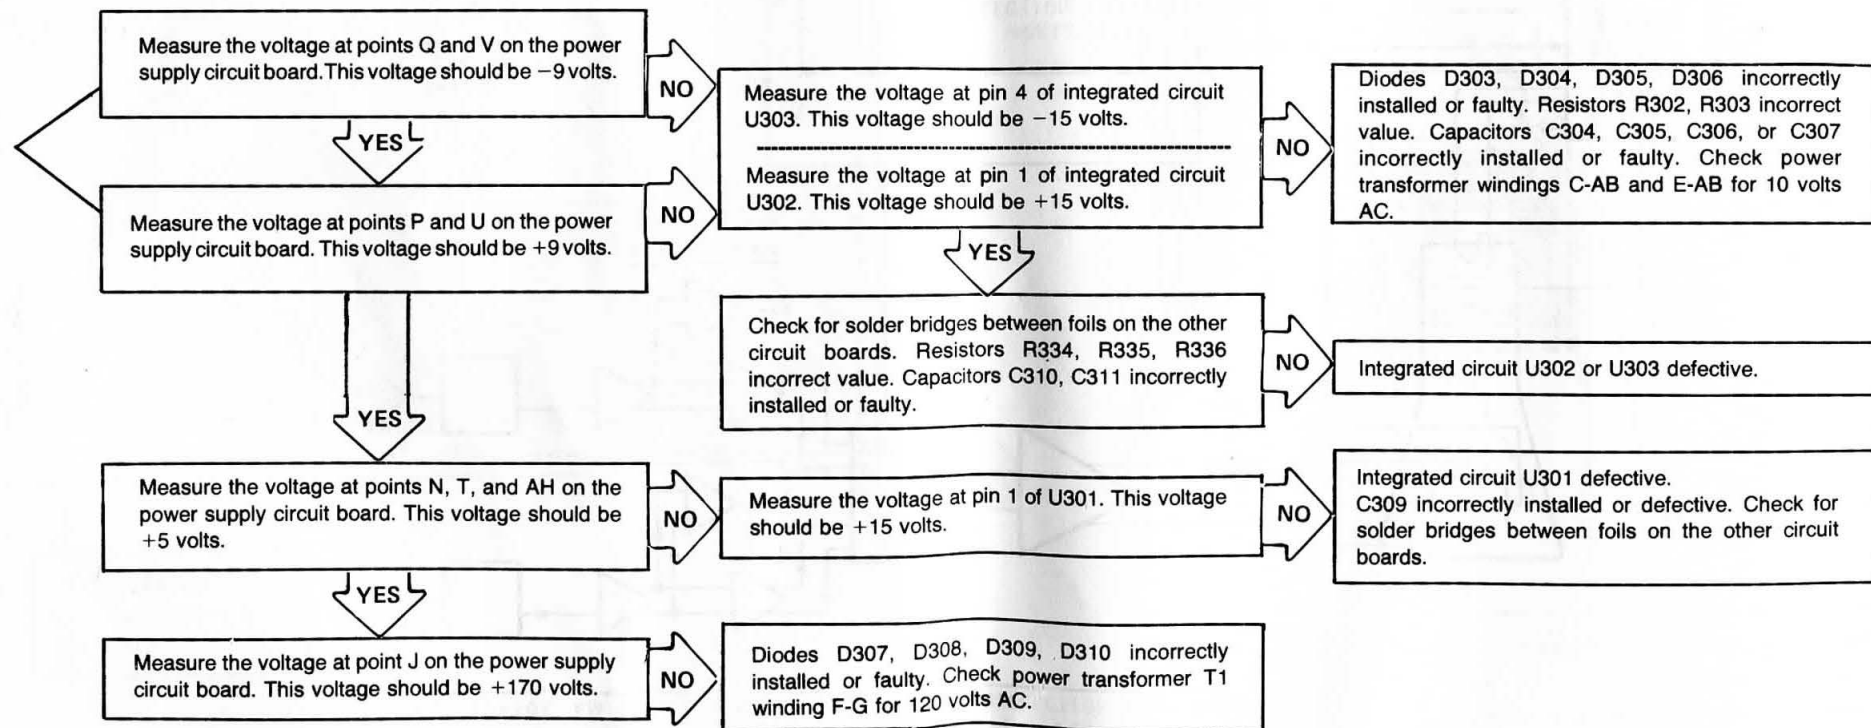 Measure the voltage at points Q and V on the power
supply circuit board. This voltage should be −9 volts.
NO
YES
Measure the voltage at pin 4 of integrated circuit
U303. This voltage should be −15 volts.
Measure the voltage at pin 1 of integrated circuit
U302. This voltage should be +15 volts.
NO
Diodes D303, D304, D305, D306 incorrectly
installed or faulty. Resistors R302, R303 incorrect
value. Capacitors C304, C305, C306, or C307
incorrectly installed or faulty. Check power
transformer windings C-AB and E-AB for 10 volts
AC.
Measure the voltage at points P and U on the power
supply circuit board. This voltage should be +9 volts.
NO
YES
YES
Check for solder bridges between foils on the other
circuit boards. Resistors R334, R335, R336
incorrect value. Capacitors C310, C311 incorrectly
installed or faulty.
NO
Integrated circuit U302 or U303 defective.
Measure the voltage at points N, T, and AH on the
power supply circuit board. This voltage should be
+5 volts.
NO
Measure the voltage at pin 1 of U301. This voltage
should be +15 volts.
NO
Integrated circuit U301 defective.
C309 incorrectly installed or defective. Check for
solder bridges between foils on the other circuit
boards.
YES
Measure the voltage at point J on the power supply
circuit board. This voltage should be +170 volts.
NO
Diodes D307, D308, D309, D310 incorrectly
installed or faulty. Check power transformer T1
winding F-G for 120 volts AC.